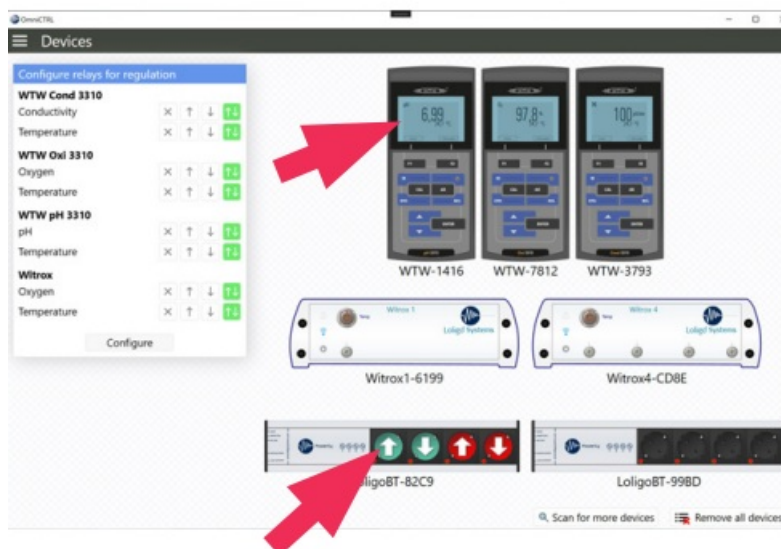 OmniCTRL
Devices
Configure relays for regulation
WTW Cond 3310
Conductivity
Temperature
WTW Oxi 3310
Oxygen
Temperature
WTW pH 3310
pH
Temperature
Witrox
Oxygen
Temperature
Configure
6.99
97.8 %
100
WTW-1416
WTW-7812
WTW-3793
Witrox 1
Loligo Systems
Temp
Witrox 4
Loligo Systems
Witrox1-6199
Witrox4-CD8E
LoligoBT-82C9
LoligoBT-99BD
Scan for more devices
Remove all devices